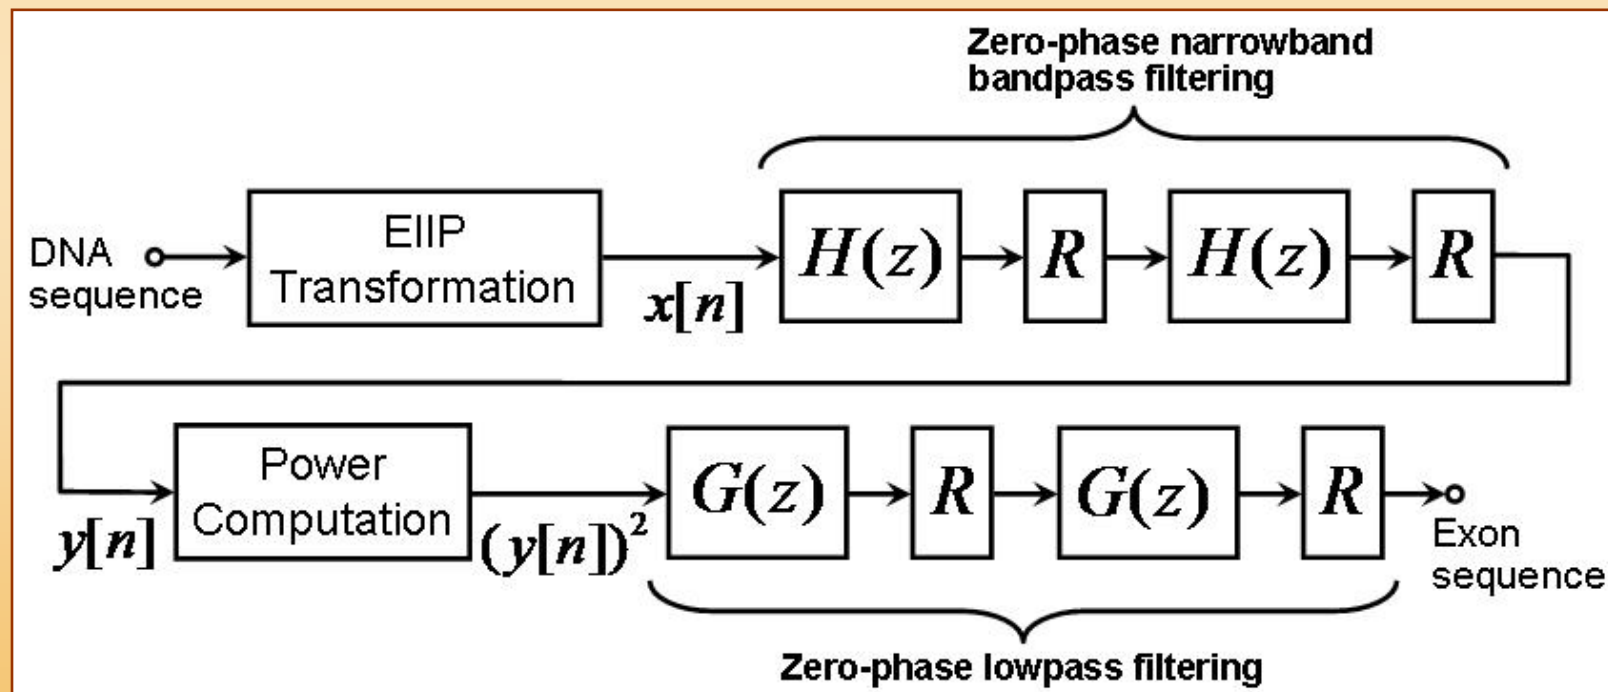 Zero-phase narrowband
bandpass filtering
DNA
sequence
EIIP
Transformation
x[n]
H(z)
R
H(z)
R
y[n]
Power
Computation
(y[n])²
G(z)
R
G(z)
R
Exon
sequence
Zero-phase lowpass filtering